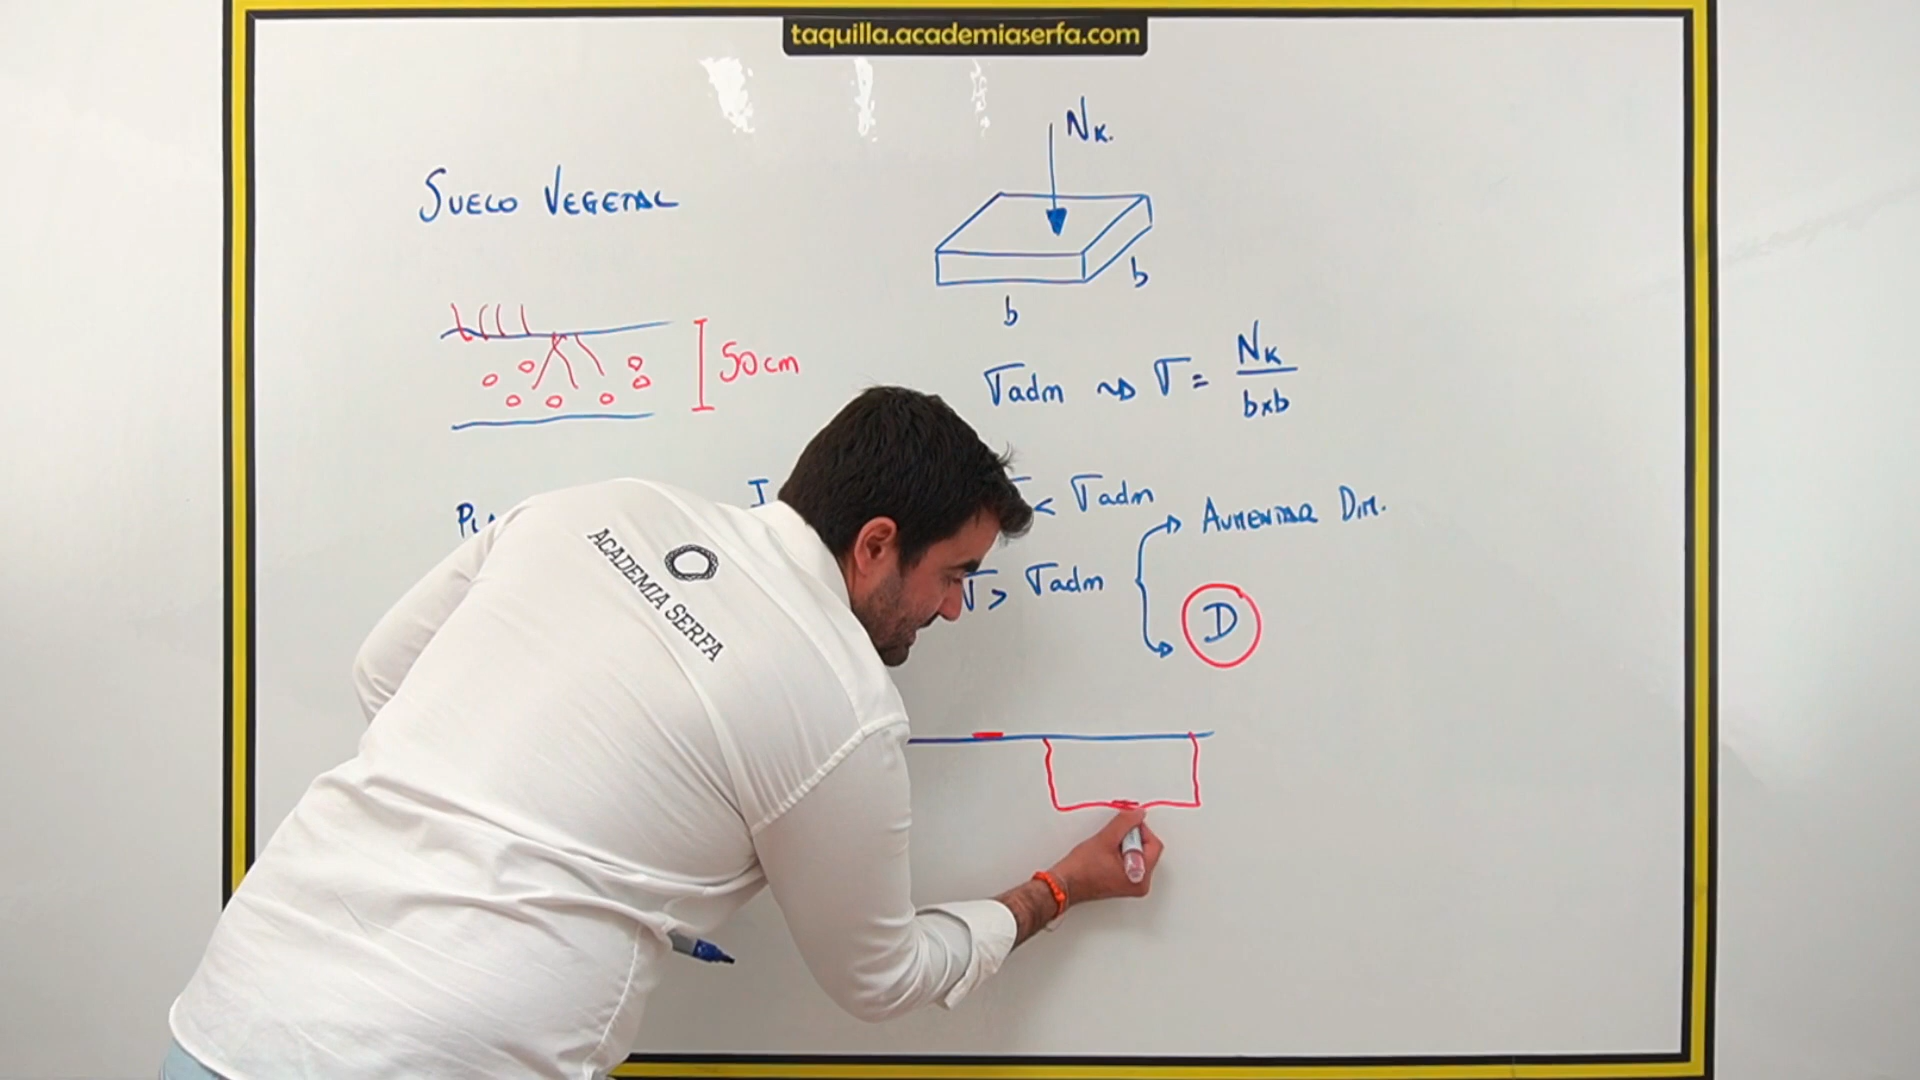 taquilla.academiaserfa.com
NK.
SUELO VEGETAL
b
b
50cm
σadm ⇝ σ = NK / bxb
< σadm
AUMENTAR DIM.
σ > σadm
D
ACADEMIA SERFA